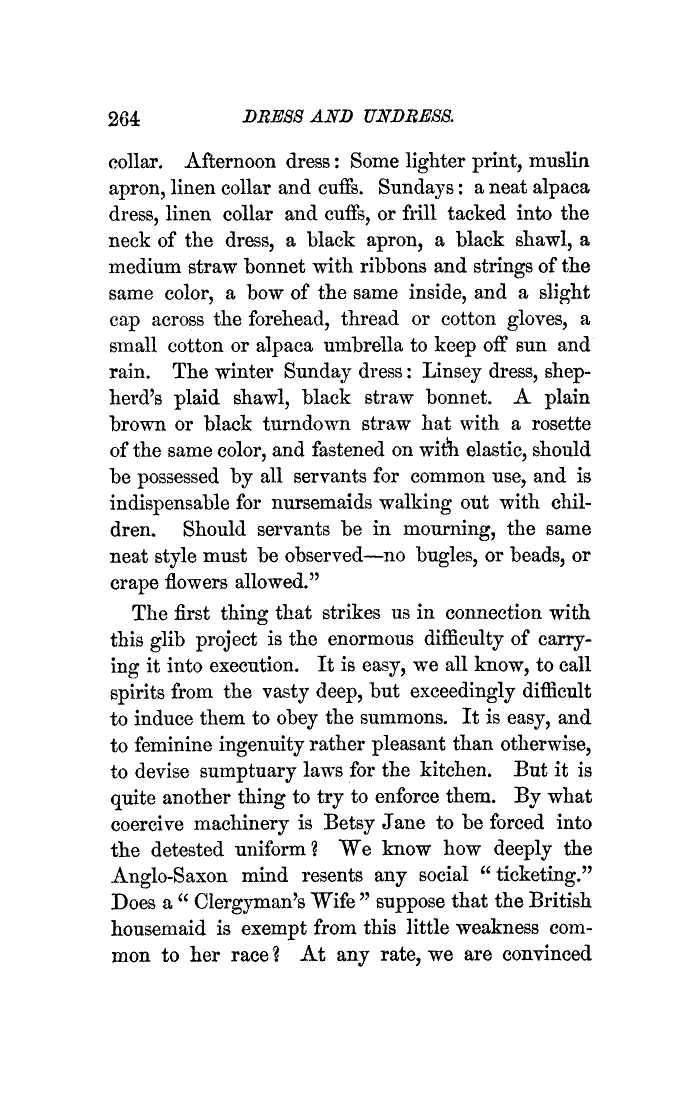 264 DRESS AND UNDRESS.
collar. Afternoon dress: Some lighter print, muslin
apron, linen collar and cuffs. Sundays: a neat alpaca
dress, linen collar and cuffs, or frill tacked into the
neck of the dress, a black apron, a black shawl, a
medium straw bonnet with ribbons and strings of the
same color, a bow of the same inside, and a slight
cap across the forehead, thread or cotton gloves, a
small cotton or alpaca umbrella to keep off sun and
rain. The winter Sunday dress: Linsey dress, shep-
herd's plaid shawl, black straw bonnet. A plain
brown or black turndown straw hat with a rosette
of the same color, and fastened on with elastic, should
be possessed by all servants for common use, and is
indispensable for nursemaids walking out with chil-
dren. Should servants be in mourning, the same
neat style must be observed—no bugles, or beads, or
crape flowers allowed."
The first thing that strikes us in connection with
this glib project is the enormous difficulty of carry-
ing it into execution. It is easy, we all know, to call
spirits from the vasty deep, but exceedingly difficult
to induce them to obey the summons. It is easy, and
to feminine ingenuity rather pleasant than otherwise,
to devise sumptuary laws for the kitchen. But it is
quite another thing to try to enforce them. By what
coercive machinery is Betsy Jane to be forced into
the detested uniform? We know how deeply the
Anglo-Saxon mind resents any social "ticketing."
Does a "Clergyman's Wife" suppose that the British
housemaid is exempt from this little weakness com-
mon to her race? At any rate, we are convinced